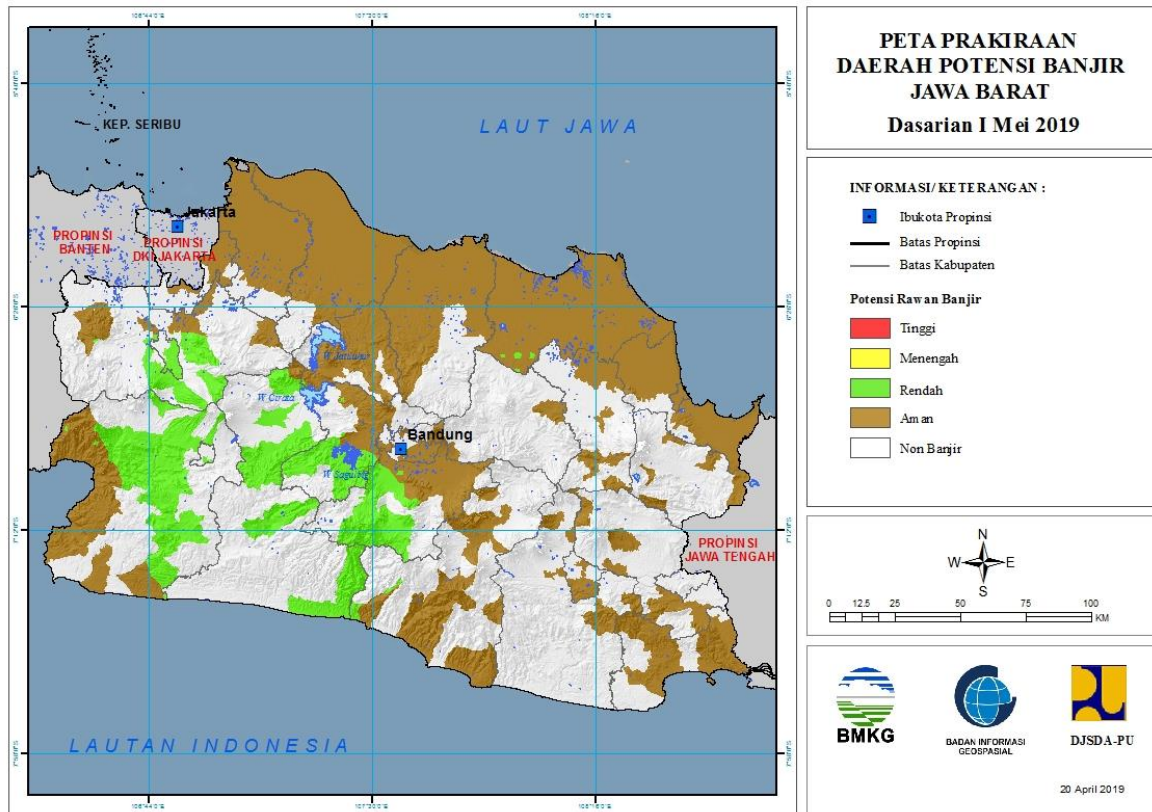 PETA PRAKIRAAN
DAERAH POTENSI BANJIR
JAWA BARAT
Dasarian I Mei 2019
LAUT JAWA
KEP. SERIBU
Jakarta
PROPINSI
BANTEN
PROPINSI
DKI JAKARTA
W Jatiluhur
W Cirata
Bandung
W Saguling
PROPINSI
JAWA TENGAH
LAUTAN INDONESIA
INFORMASI/ KETERANGAN :
Ibukota Propinsi
Batas Propinsi
Batas Kabupaten
Potensi Rawan Banjir
Tinggi
Menengah
Rendah
Aman
Non Banjir
N
W E
S
0 12.5 25 50 75 100
KM
BMKG
BADAN INFORMASI
GEOSPASIAL
DJSDA-PU
20 April 2019